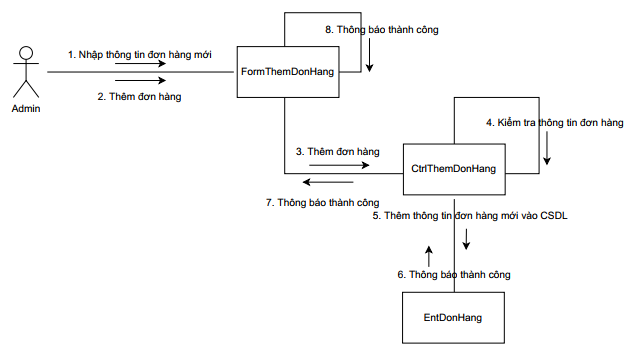 8. Thông báo thành công
1. Nhập thông tin đơn hàng mới
FormThemDonHang
2. Thêm đơn hàng
Admin
4. Kiểm tra thông tin đơn hàng
3. Thêm đơn hàng
CtrlThemDonHang
7. Thông báo thành công
5. Thêm thông tin đơn hàng mới vào CSDL
6. Thông báo thành công
EntDonHang